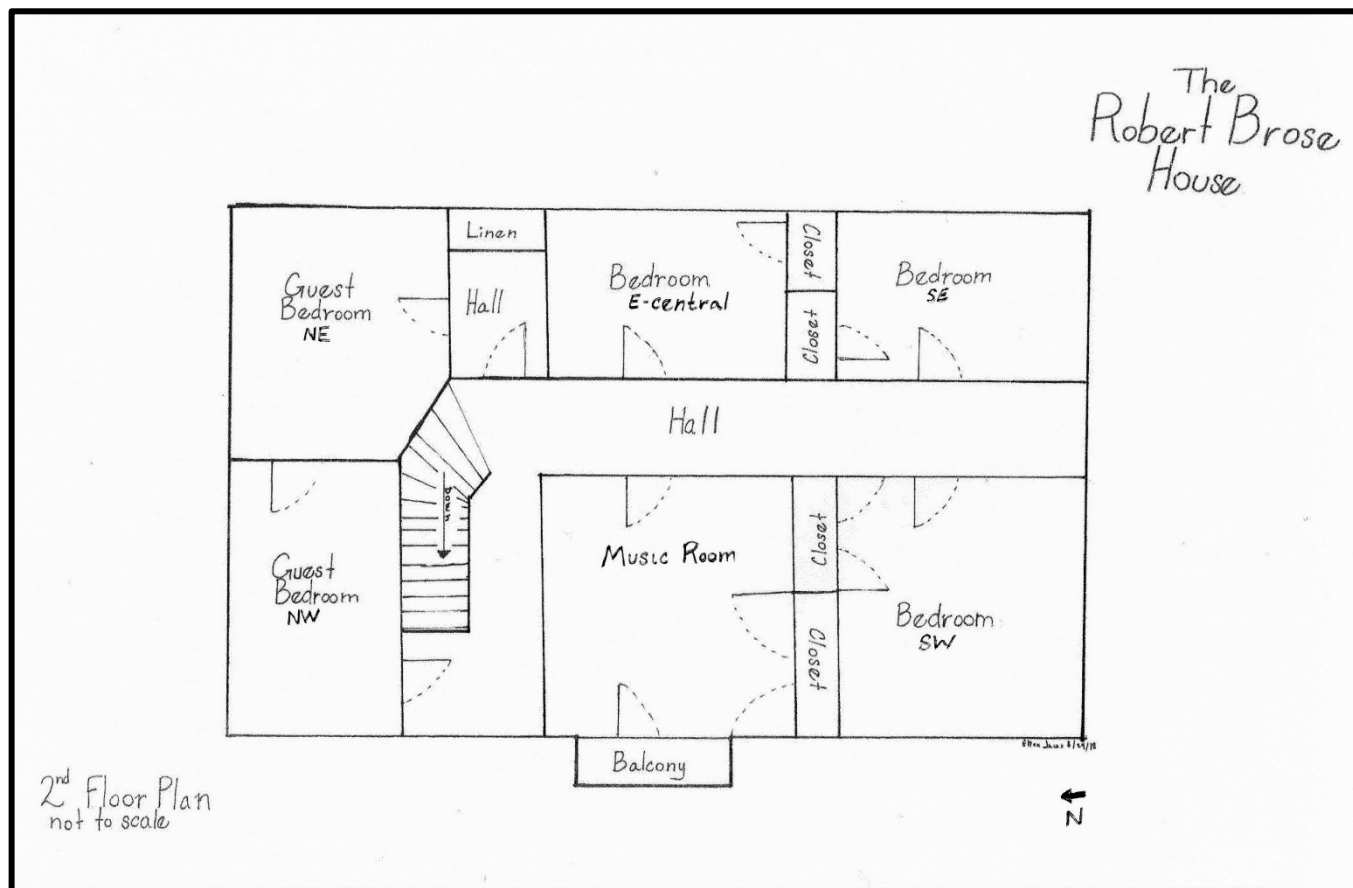 The
Robert Brose
House
Linen
Guest
Bedroom
NE
Hall
Bedroom
E-central
Closet
Closet
Bedroom
SE
Hall
down
Guest
Bedroom
NW
Music Room
Closet
Closet
Bedroom
SW
Balcony
2nd Floor Plan
not to scale
N